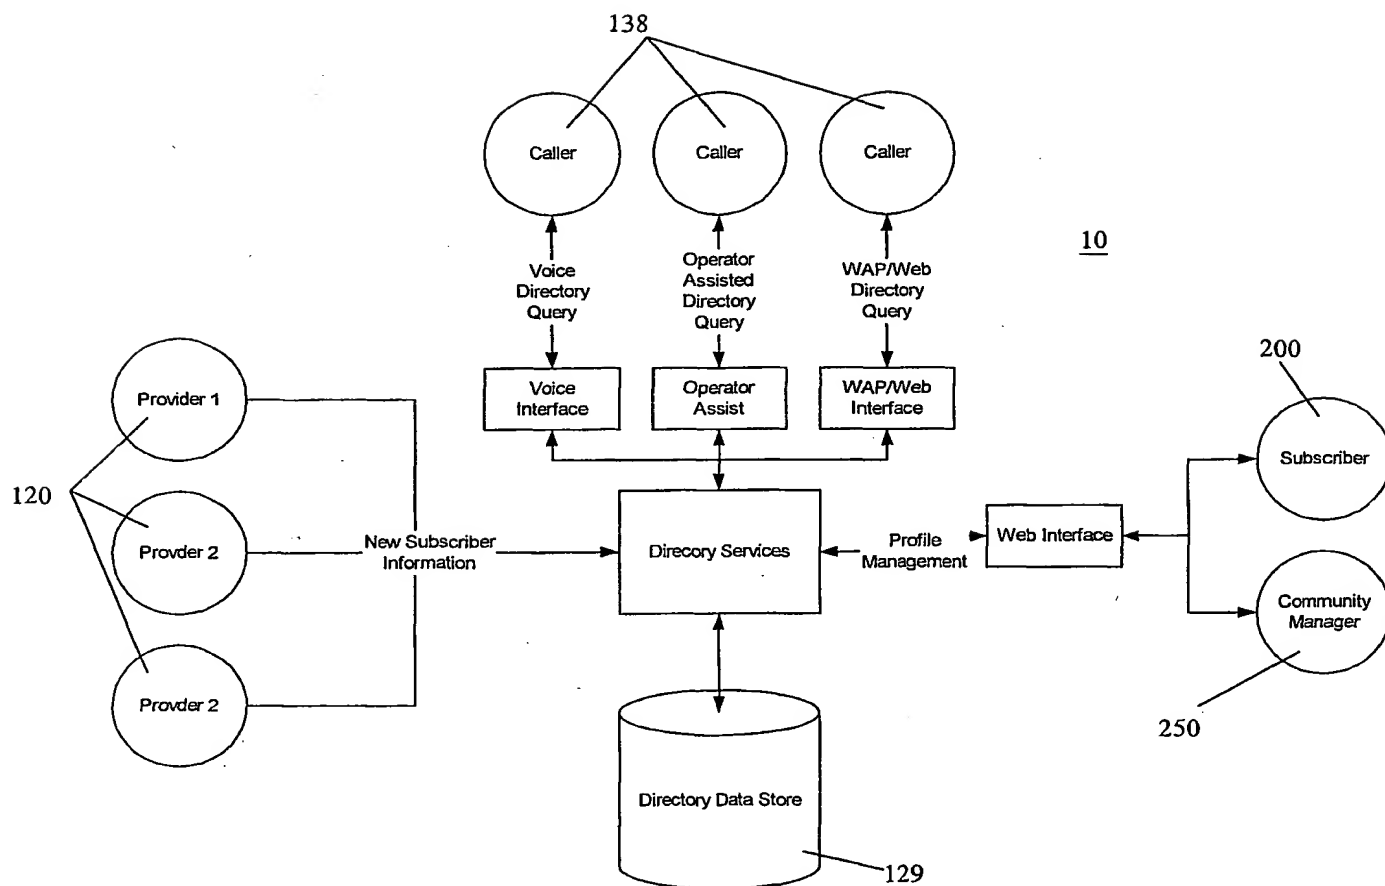 138
Caller
Caller
Caller
10
Voice
Directory
Query
Operator
Assisted
Directory
Query
WAP/Web
Directory
Query
Voice
Interface
Operator
Assist
WAP/Web
Interface
Provider 1
120
Provder 2
Provder 2
New Subscriber
Information
Direcory Services
Profile
Management
Web Interface
200
Subscriber
Community
Manager
250
Directory Data Store
129